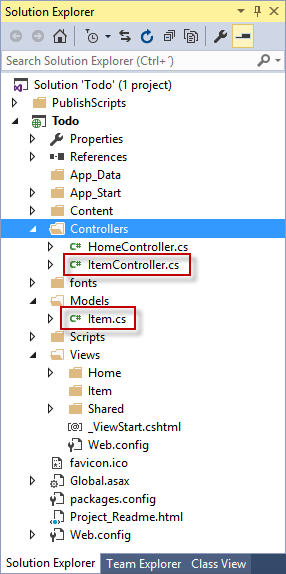 Solution Explorer
Search Solution Explorer (Ctrl+´)
Solution 'Todo' (1 project)
PublishScripts
Todo
Properties
References
App_Data
App_Start
Content
Controllers
HomeController.cs
ItemController.cs
fonts
Models
Item.cs
Scripts
Views
Home
Item
Shared
_ViewStart.cshtml
Web.config
favicon.ico
Global.asax
packages.config
Project_Readme.html
Web.config
Solution Explorer Team Explorer Class View